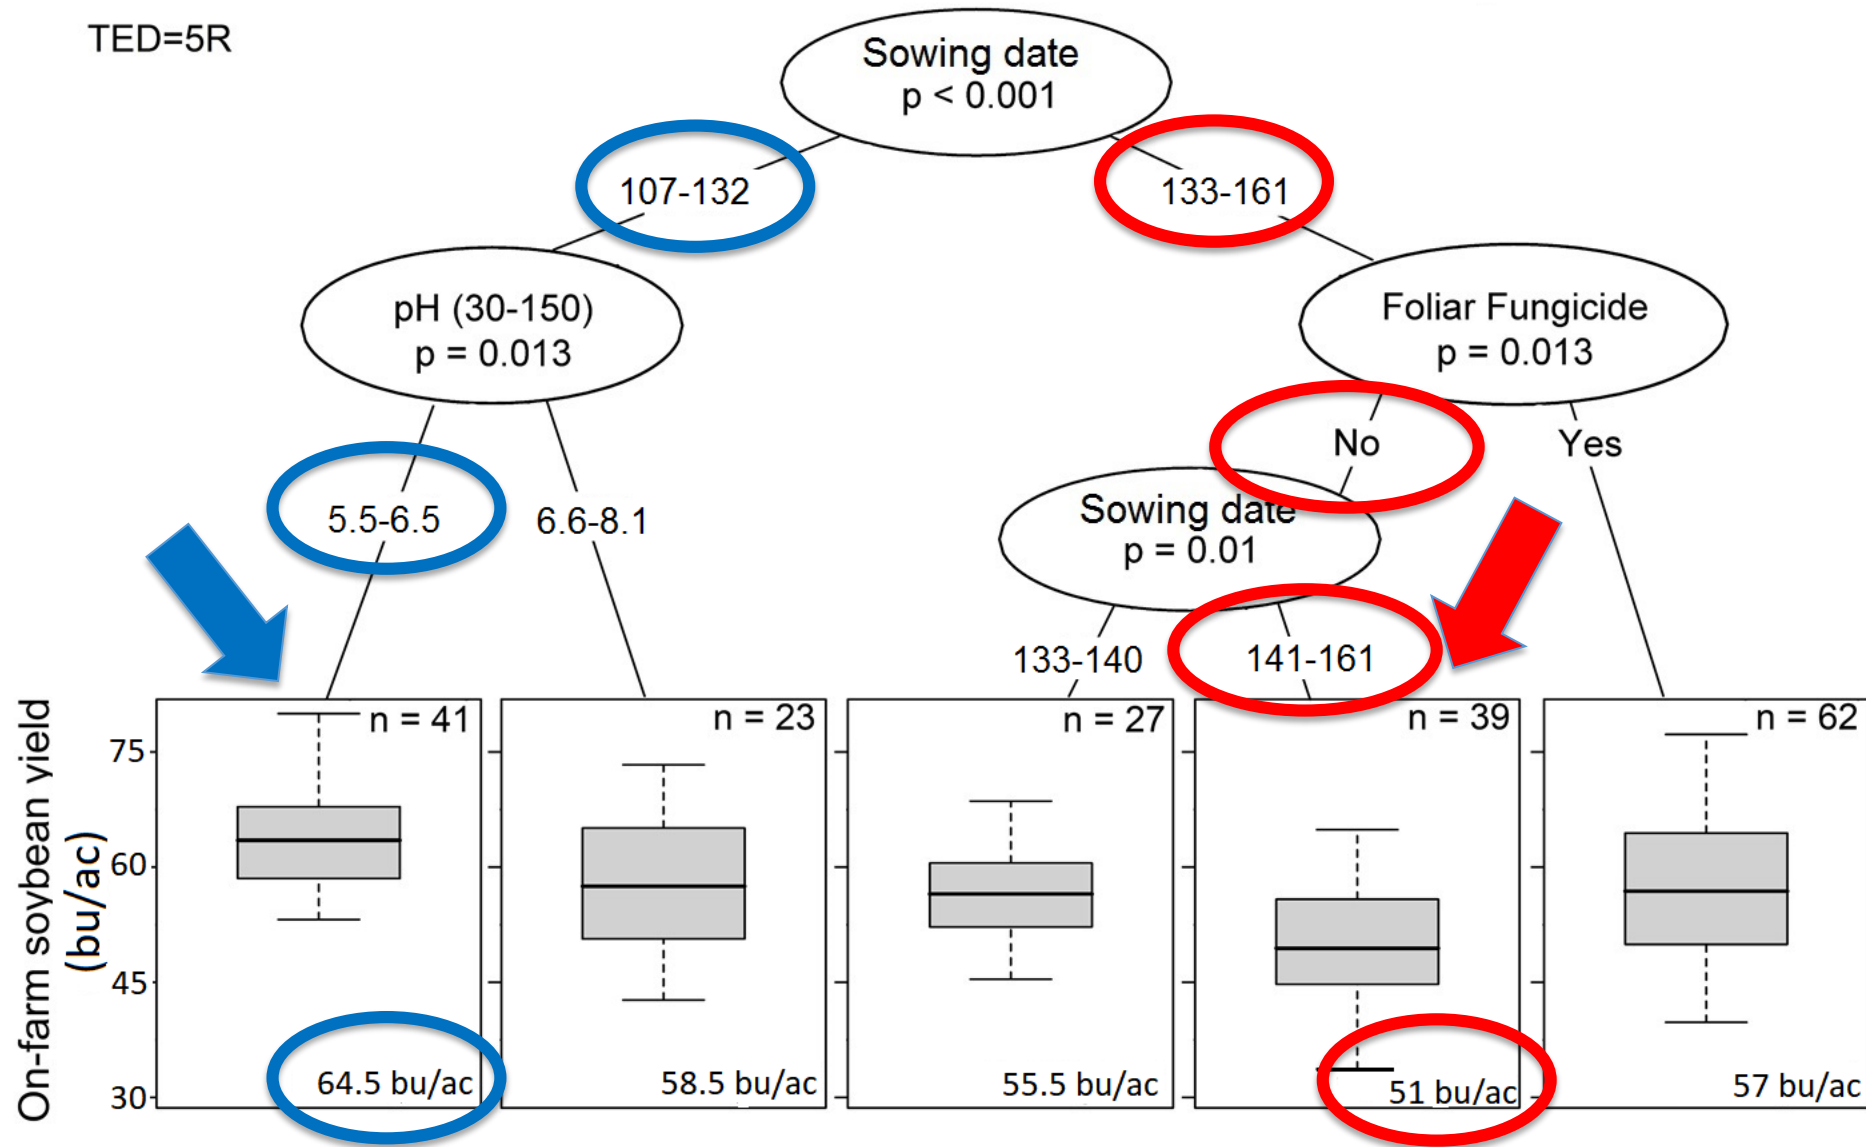 TED=5R
Sowing date
p < 0.001
107-132
133-161
pH (30-150)
p = 0.013
Foliar Fungicide
p = 0.013
No
Yes
5.5-6.5
6.6-8.1
Sowing date
p = 0.01
133-140
141-161
On-farm soybean yield
(bu/ac)
75
60
45
30
n = 41
n = 23
n = 27
n = 39
n = 62
64.5 bu/ac
58.5 bu/ac
55.5 bu/ac
51 bu/ac
57 bu/ac